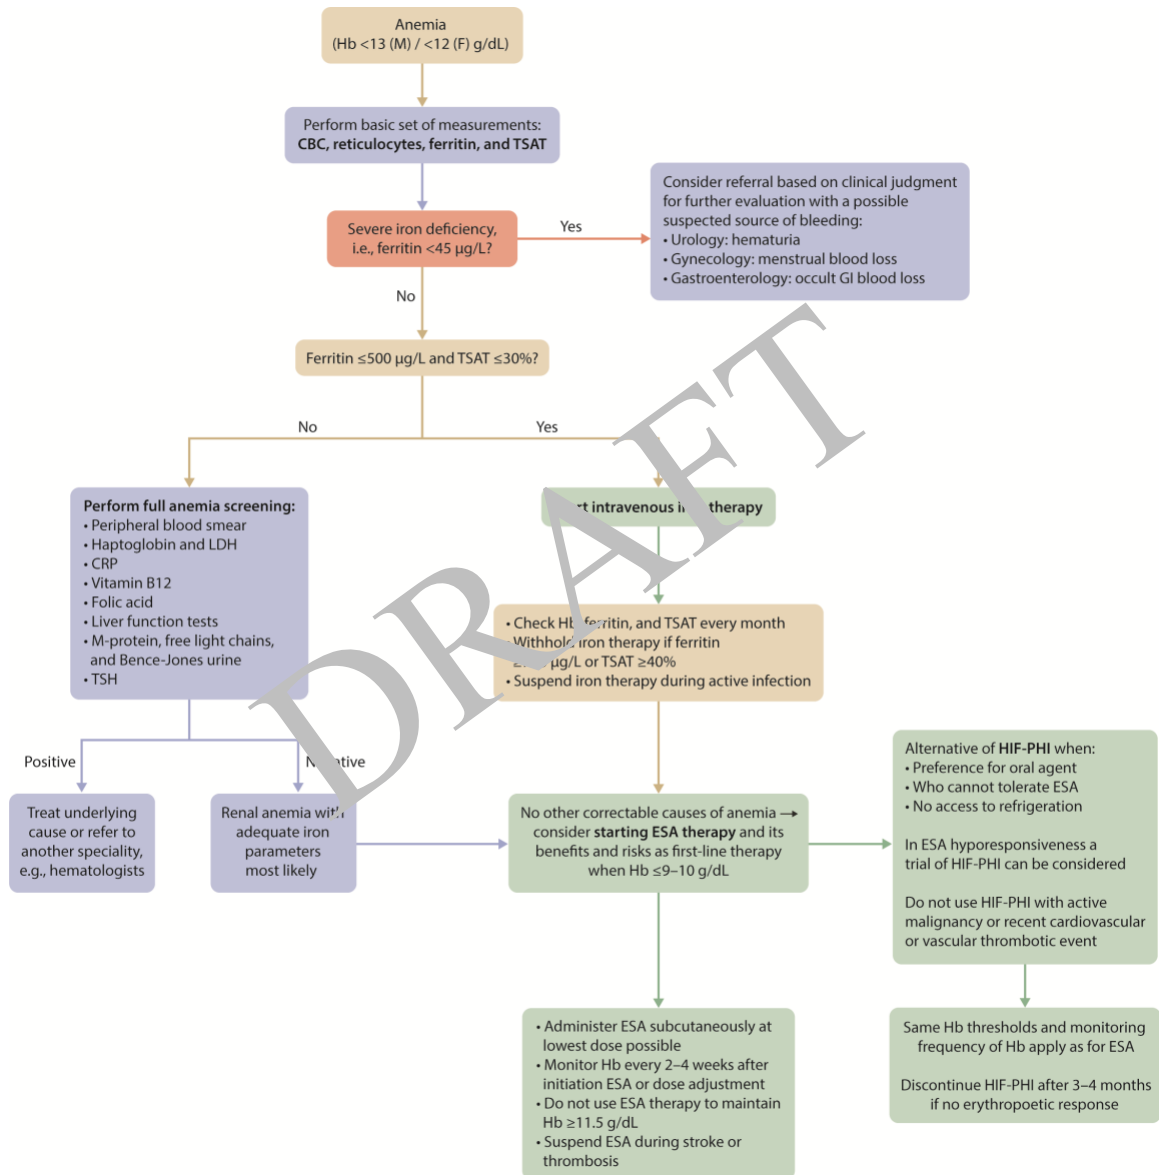 Anemia
(Hb <13 (M) / <12 (F) g/dL)
Perform basic set of measurements:
CBC, reticulocytes, ferritin, and TSAT
Severe iron deficiency,
i.e., ferritin <45 µg/L?
Yes
Consider referral based on clinical judgment
for further evaluation with a possible
suspected source of bleeding:
• Urology: hematuria
• Gynecology: menstrual blood loss
• Gastroenterology: occult GI blood loss
No
Ferritin ≤500 µg/L and TSAT ≤30%?
No
Yes
Perform full anemia screening:
• Peripheral blood smear
• Haptoglobin and LDH
• CRP
• Vitamin B12
• Folic acid
• Liver function tests
• M-protein, free light chains,
and Bence-Jones urine
• TSH
intravenous therapy
• Check Hb, ferritin, and TSAT every month
• Withhold iron therapy if ferritin
µg/L or TSAT ≥40%
• Suspend iron therapy during active infection
DRAFT
Positive
Negative
Treat underlying
cause or refer to
another speciality,
e.g., hematologists
Renal anemia with
adequate iron
parameters
most likely
No other correctable causes of anemia →
consider starting ESA therapy and its
benefits and risks as first-line therapy
when Hb ≤9–10 g/dL
Alternative of HIF-PHI when:
• Preference for oral agent
• Who cannot tolerate ESA
• No access to refrigeration
In ESA hyporesponsiveness a
trial of HIF-PHI can be considered
Do not use HIF-PHI with active
malignancy or recent cardiovascular
or vascular thrombotic event
• Administer ESA subcutaneously at
lowest dose possible
• Monitor Hb every 2–4 weeks after
initiation ESA or dose adjustment
• Do not use ESA therapy to maintain
Hb ≥11.5 g/dL
• Suspend ESA during stroke or
thrombosis
Same Hb thresholds and monitoring
frequency of Hb apply as for ESA
Discontinue HIF-PHI after 3–4 months
if no erythropoetic response